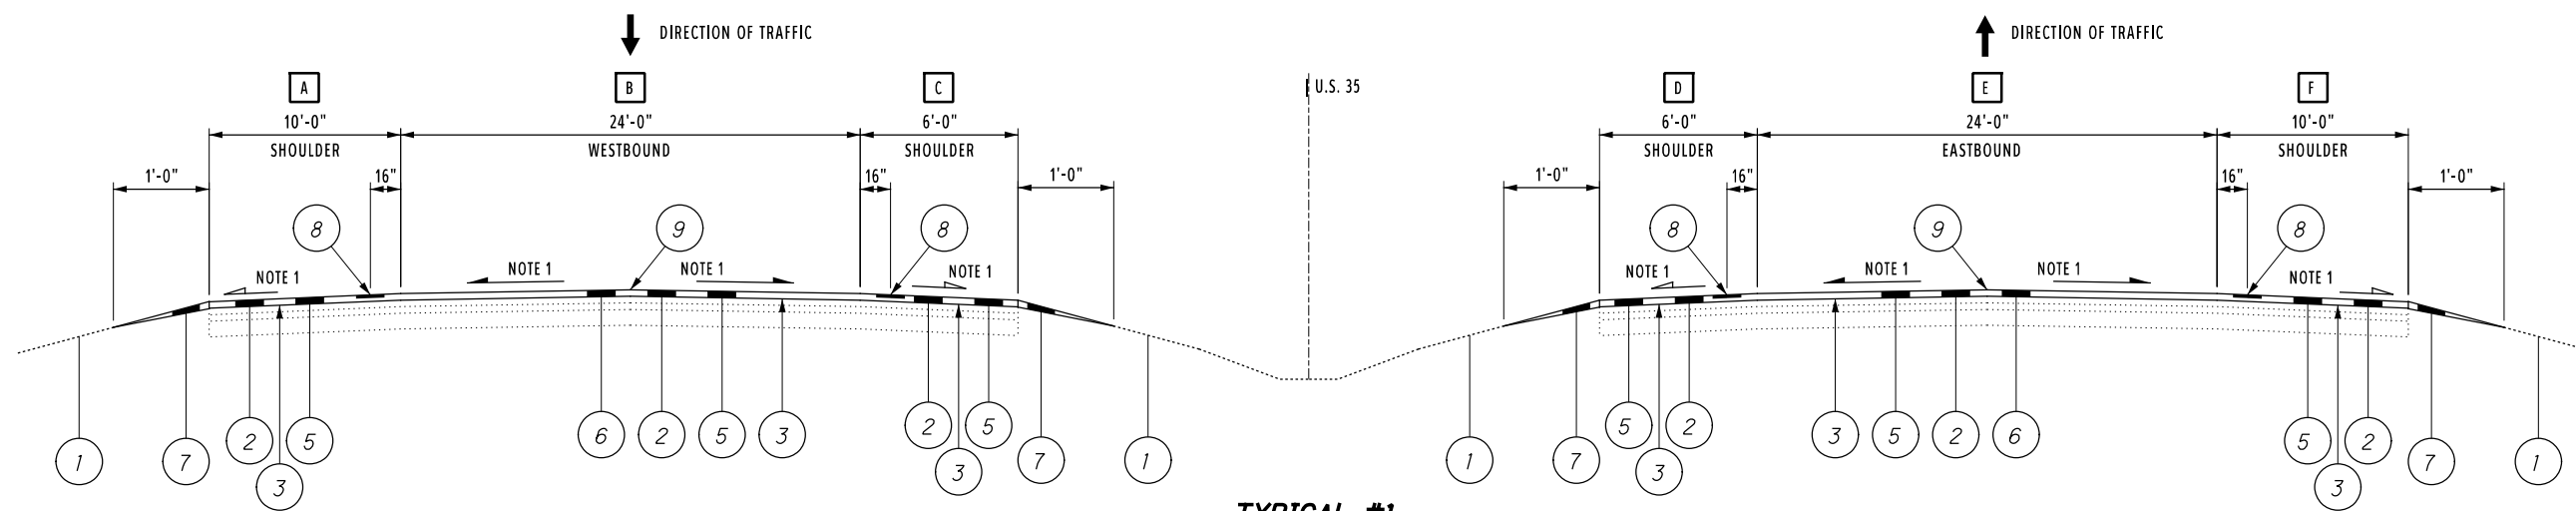 DIRECTION OF TRAFFIC DIRECTION OF TRAFFIC
A B C U.S. 35 D E F
10'-0" 24'-0" 6'-0" 6'-0" 24'-0" 10'-0"
SHOULDER WESTBOUND SHOULDER SHOULDER EASTBOUND SHOULDER
1'-0" 16" 16" 1'-0" 1'-0" 16" 16" 1'-0"
8 9 8 8 9 8
NOTE 1 NOTE 1 NOTE 1 NOTE 1 NOTE 1 NOTE 1 NOTE 1 NOTE 1
2 5 6 2 5 3 2 5 5 2 3 5 2 6 5 2
1 7 7 1 1 7 7 1
3 3 3 3
TYPICAL #1